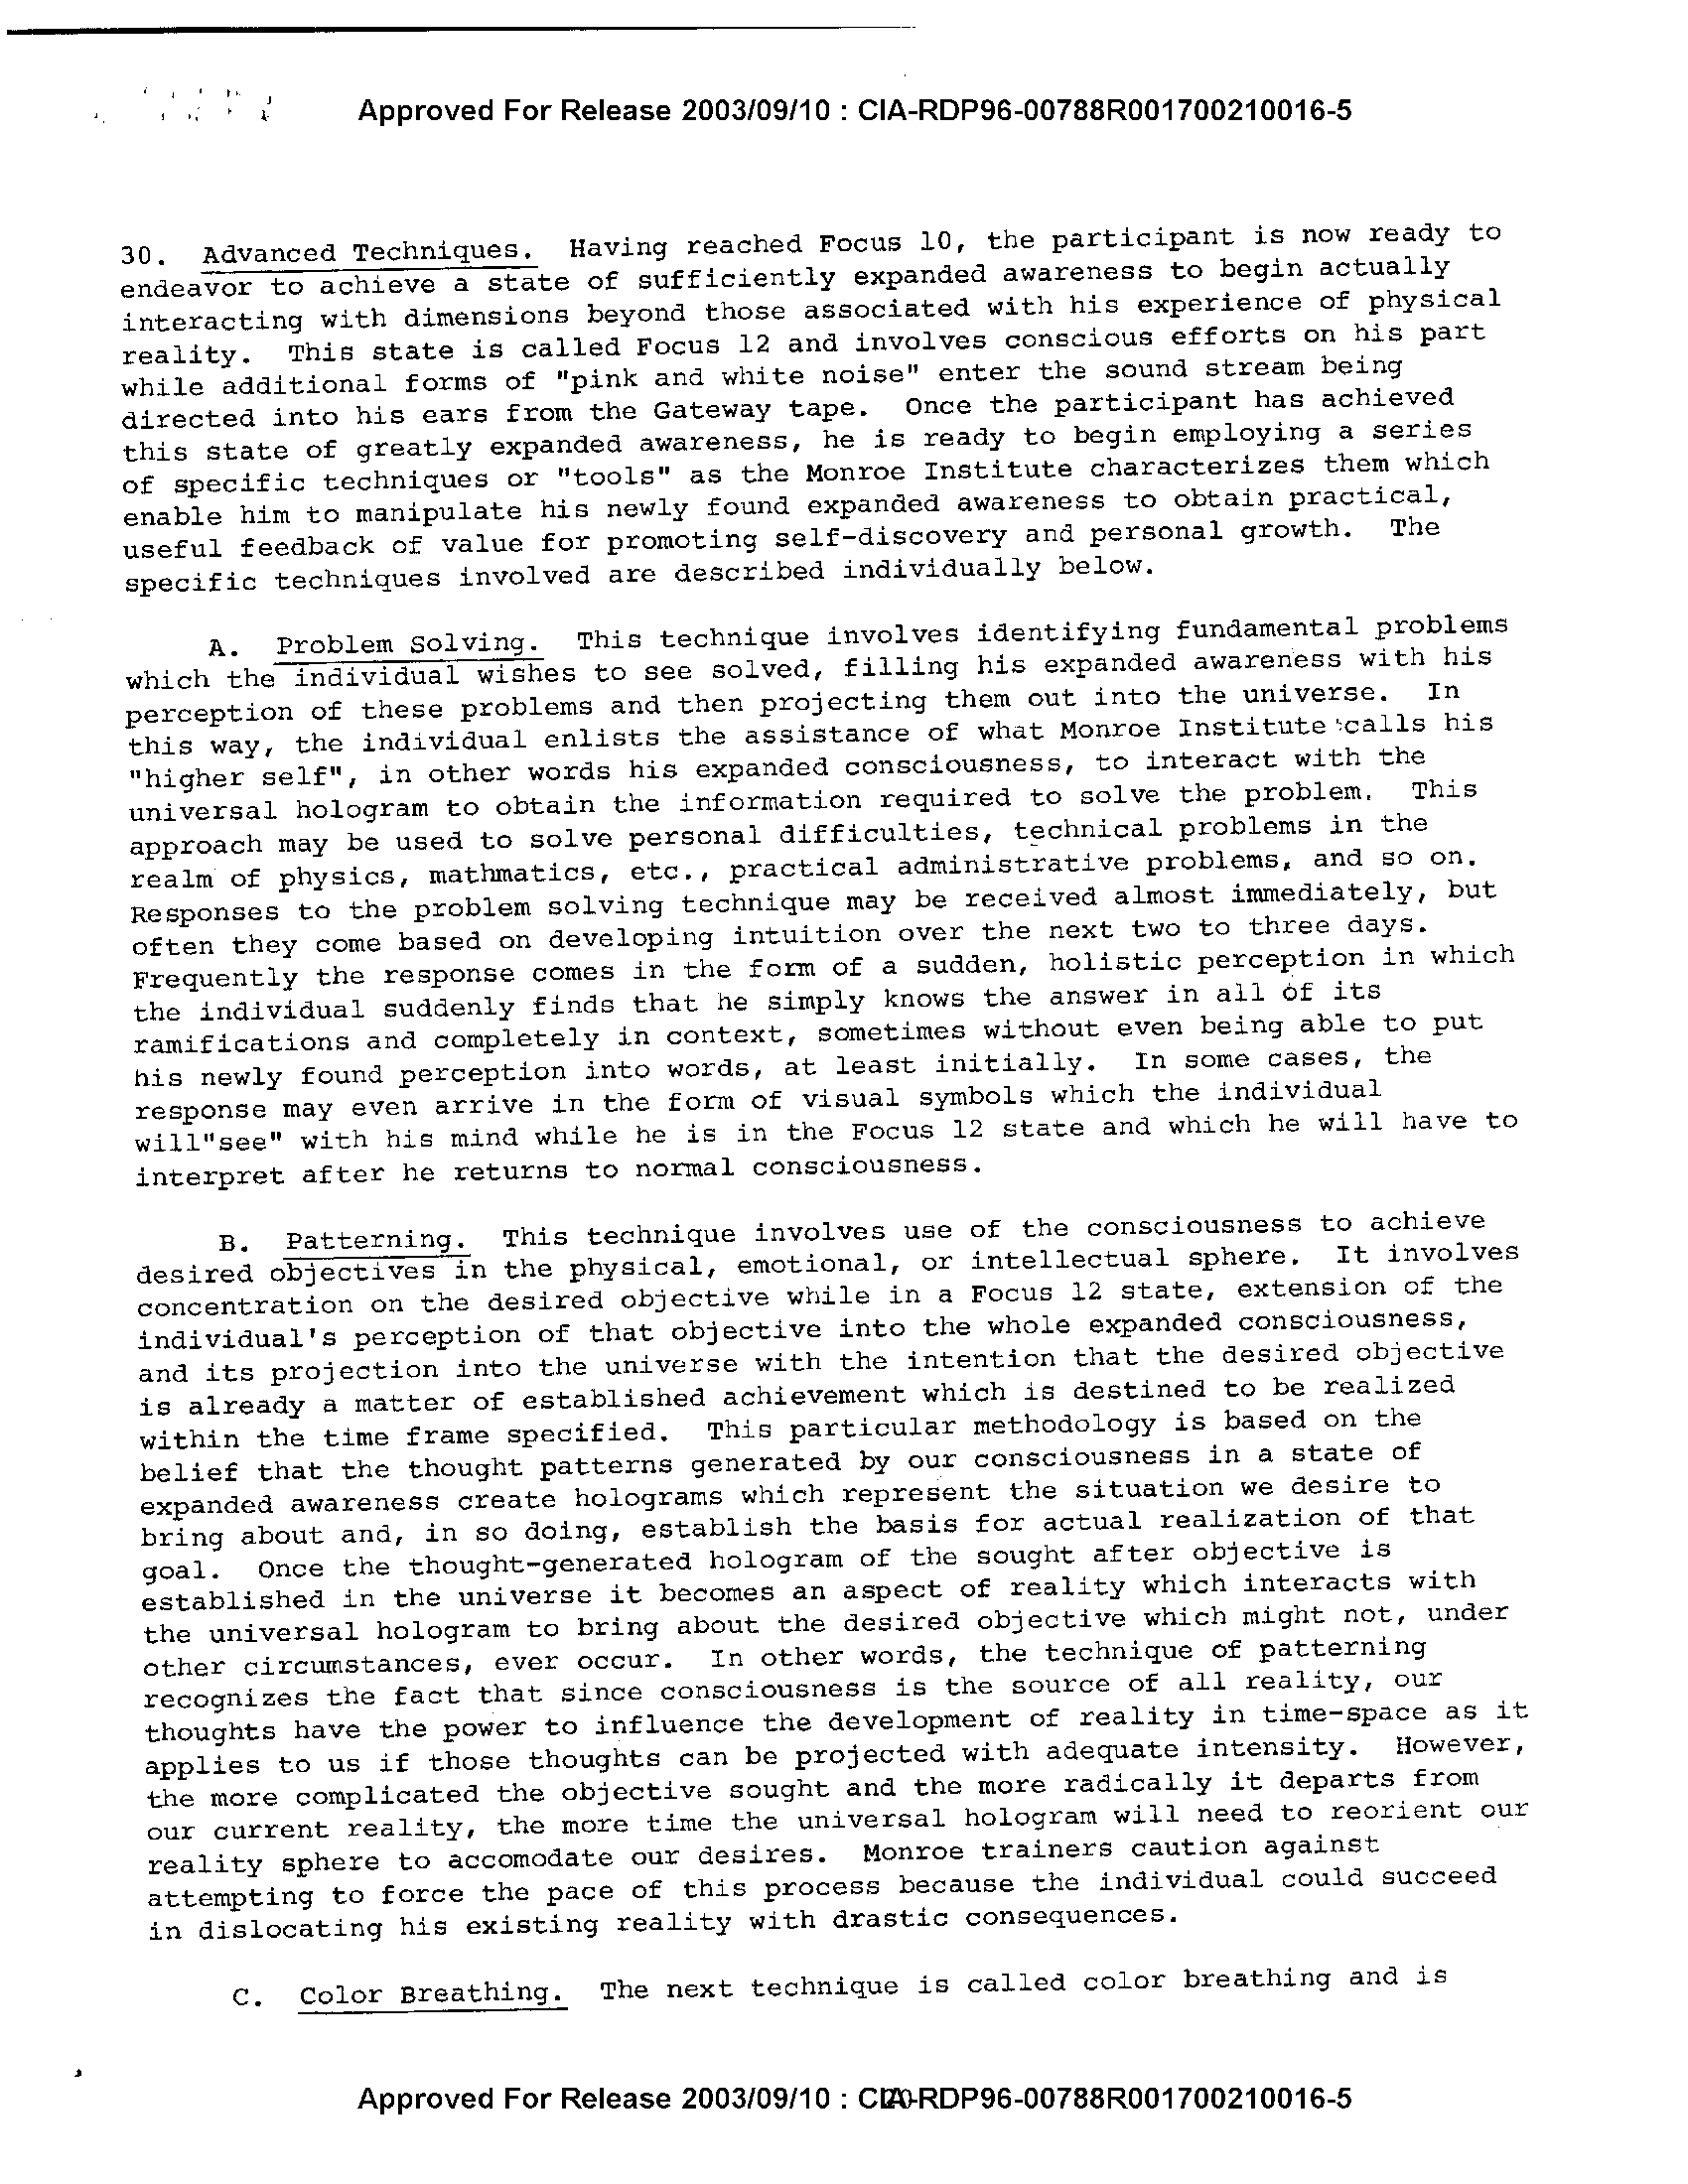 Approved For Release 2003/09/10 : CIA-RDP96-00788R001700210016-5
30. Advanced Techniques. Having reached Focus 10, the participant is now ready to
endeavor to achieve a state of sufficiently expanded awareness to begin actually
interacting with dimensions beyond those associated with his experience of physical
reality. This state is called Focus 12 and involves conscious efforts on his part
while additional forms of "pink and white noise" enter the sound stream being
directed into his ears from the Gateway tape. Once the participant has achieved
this state of greatly expanded awareness, he is ready to begin employing a series
of specific techniques or "tools" as the Monroe Institute characterizes them which
enable him to manipulate his newly found expanded awareness to obtain practical,
useful feedback of value for promoting self-discovery and personal growth. The
specific techniques involved are described individually below.
A. Problem Solving. This technique involves identifying fundamental problems
which the individual wishes to see solved, filling his expanded awareness with his
perception of these problems and then projecting them out into the universe. In
this way, the individual enlists the assistance of what Monroe Institute calls his
"higher self", in other words his expanded consciousness, to interact with the
universal hologram to obtain the information required to solve the problem. This
approach may be used to solve personal difficulties, technical problems in the
realm of physics, mathmatics, etc., practical administrative problems, and so on.
Responses to the problem solving technique may be received almost immediately, but
often they come based on developing intuition over the next two to three days.
Frequently the response comes in the form of a sudden, holistic perception in which
the individual suddenly finds that he simply knows the answer in all of its
ramifications and completely in context, sometimes without even being able to put
his newly found perception into words, at least initially. In some cases, the
response may even arrive in the form of visual symbols which the individual
will"see" with his mind while he is in the Focus 12 state and which he will have to
interpret after he returns to normal consciousness.
B. Patterning. This technique involves use of the consciousness to achieve
desired objectives in the physical, emotional, or intellectual sphere. It involves
concentration on the desired objective while in a Focus 12 state, extension of the
individual's perception of that objective into the whole expanded consciousness,
and its projection into the universe with the intention that the desired objective
is already a matter of established achievement which is destined to be realized
within the time frame specified. This particular methodology is based on the
belief that the thought patterns generated by our consciousness in a state of
expanded awareness create holograms which represent the situation we desire to
bring about and, in so doing, establish the basis for actual realization of that
goal. Once the thought-generated hologram of the sought after objective is
established in the universe it becomes an aspect of reality which interacts with
the universal hologram to bring about the desired objective which might not, under
other circumstances, ever occur. In other words, the technique of patterning
recognizes the fact that since consciousness is the source of all reality, our
thoughts have the power to influence the development of reality in time-space as it
applies to us if those thoughts can be projected with adequate intensity. However,
the more complicated the objective sought and the more radically it departs from
our current reality, the more time the universal hologram will need to reorient our
reality sphere to accomodate our desires. Monroe trainers caution against
attempting to force the pace of this process because the individual could succeed
in dislocating his existing reality with drastic consequences.
C. Color Breathing. The next technique is called color breathing and is
Approved For Release 2003/09/10 : CIA-RDP96-00788R001700210016-5